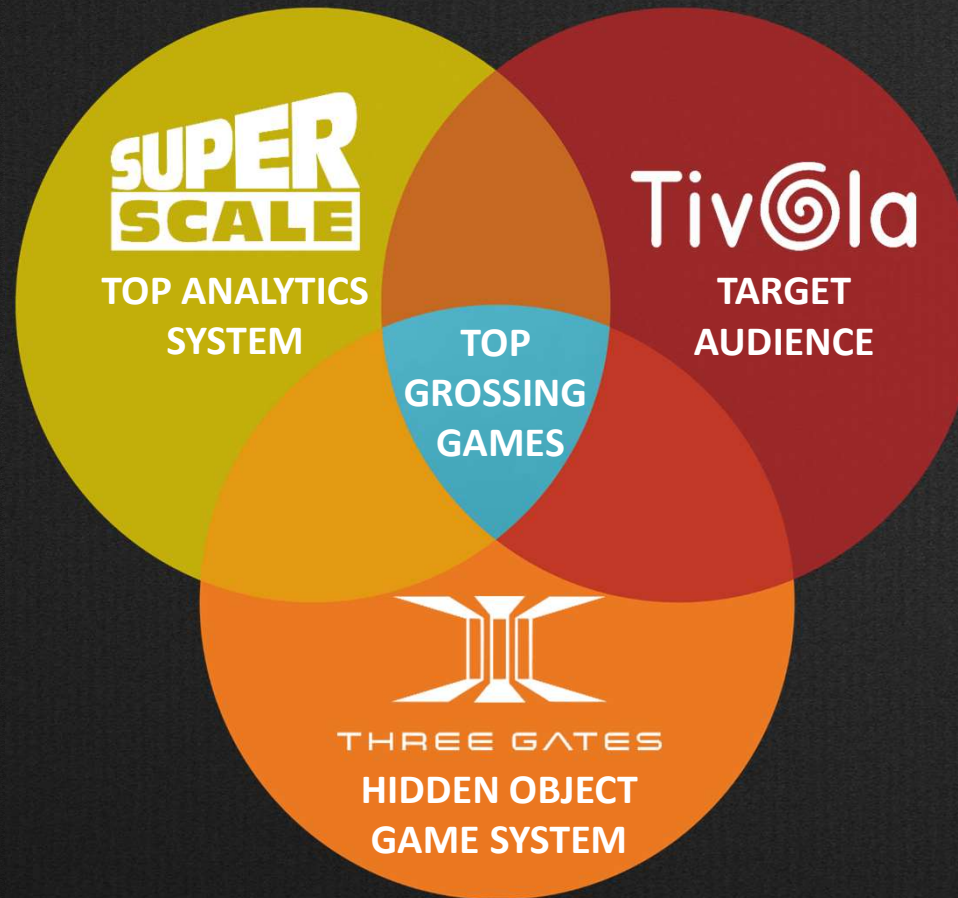 SUPER
SCALE
TOP ANALYTICS
SYSTEM
Tivola
TARGET
AUDIENCE
TOP
GROSSING
GAMES
THREE GATES
HIDDEN OBJECT
GAME SYSTEM